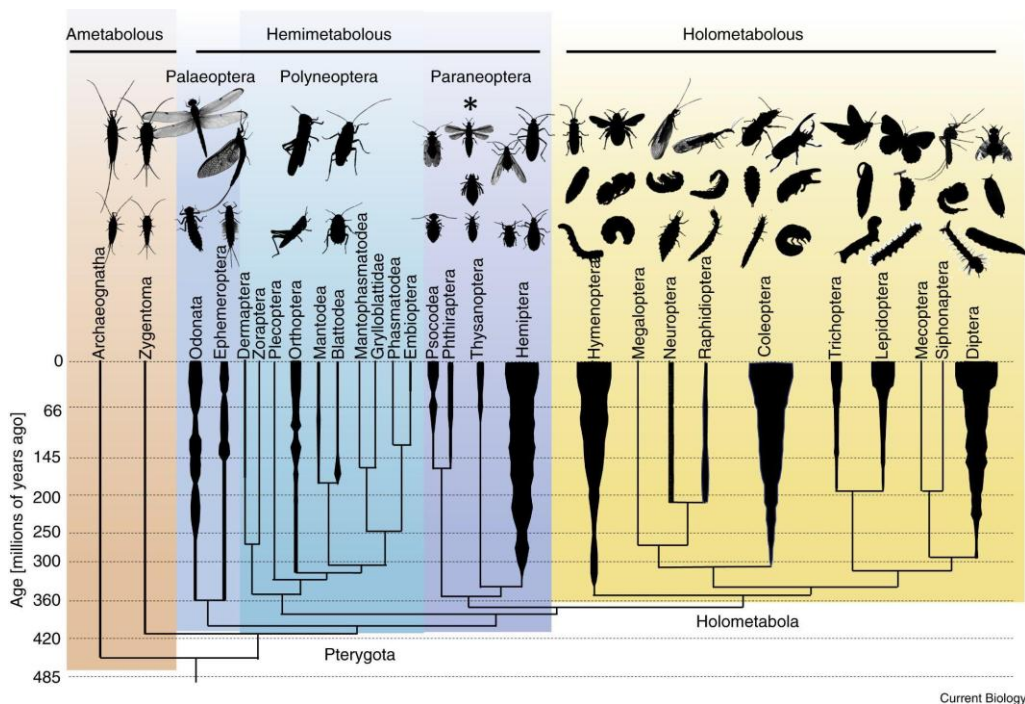 Ametabolous
Hemimetabolous
Holometabolous
Palaeoptera
Polyneoptera
Paraneoptera
*
Archaeognatha
Zygentoma
Odonata
Ephemeroptera
Dermaptera
Zoraptera
Plecoptera
Orthoptera
Mantodea
Blattodea
Mantophasmatodea
Grylloblattidae
Phasmatodea
Embioptera
Psocodea
Phthiraptera
Thysanoptera
Hemiptera
Hymenoptera
Megaloptera
Neuroptera
Raphidioptera
Coleoptera
Trichoptera
Lepidoptera
Mecoptera
Siphonaptera
Diptera
Age [millions of years ago]
0
66
145
200
250
300
360
420
485
Holometabola
Pterygota
Current Biology